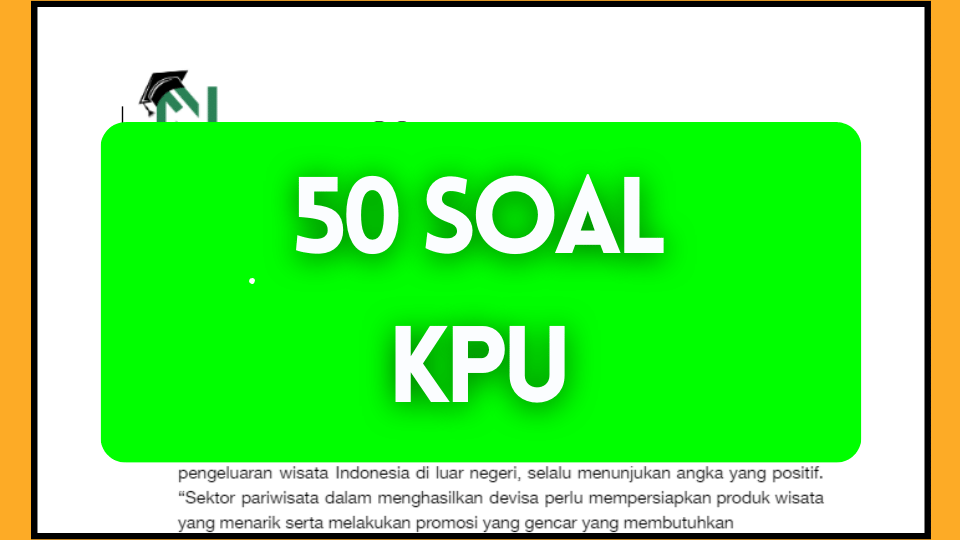 50 SOAL
KPU
pengeluaran wisata Indonesia di luar negeri, selalu menunjukan angka yang positif.
“Sektor pariwisata dalam menghasilkan devisa perlu mempersiapkan produk wisata
yang menarik serta melakukan promosi yang gencar yang membutuhkan